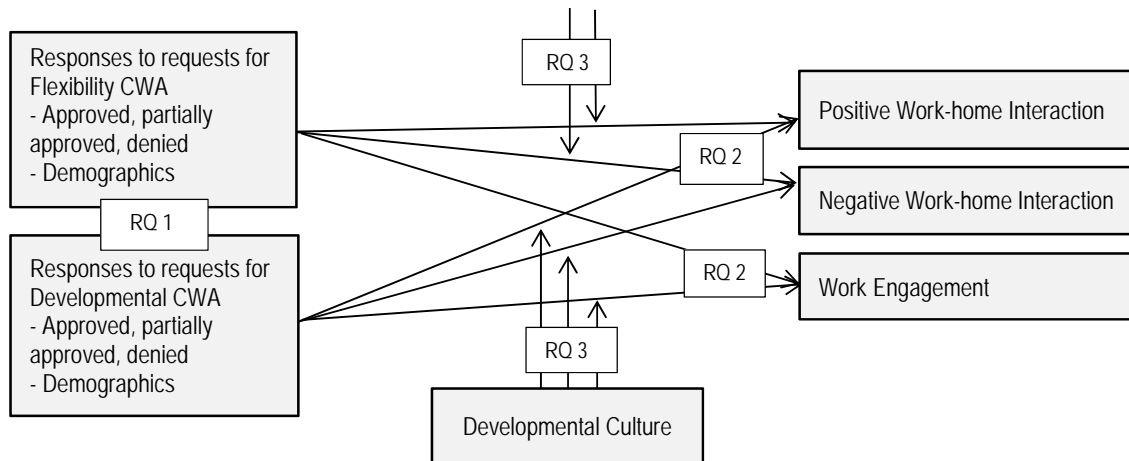 Responses to requests for
Flexibility CWA
- Approved, partially
approved, denied
- Demographics
RQ 1
Responses to requests for
Developmental CWA
- Approved, partially
approved, denied
- Demographics
RQ 3
RQ 2
RQ 2
RQ 3
Developmental Culture
Positive Work-home Interaction
Negative Work-home Interaction
Work Engagement